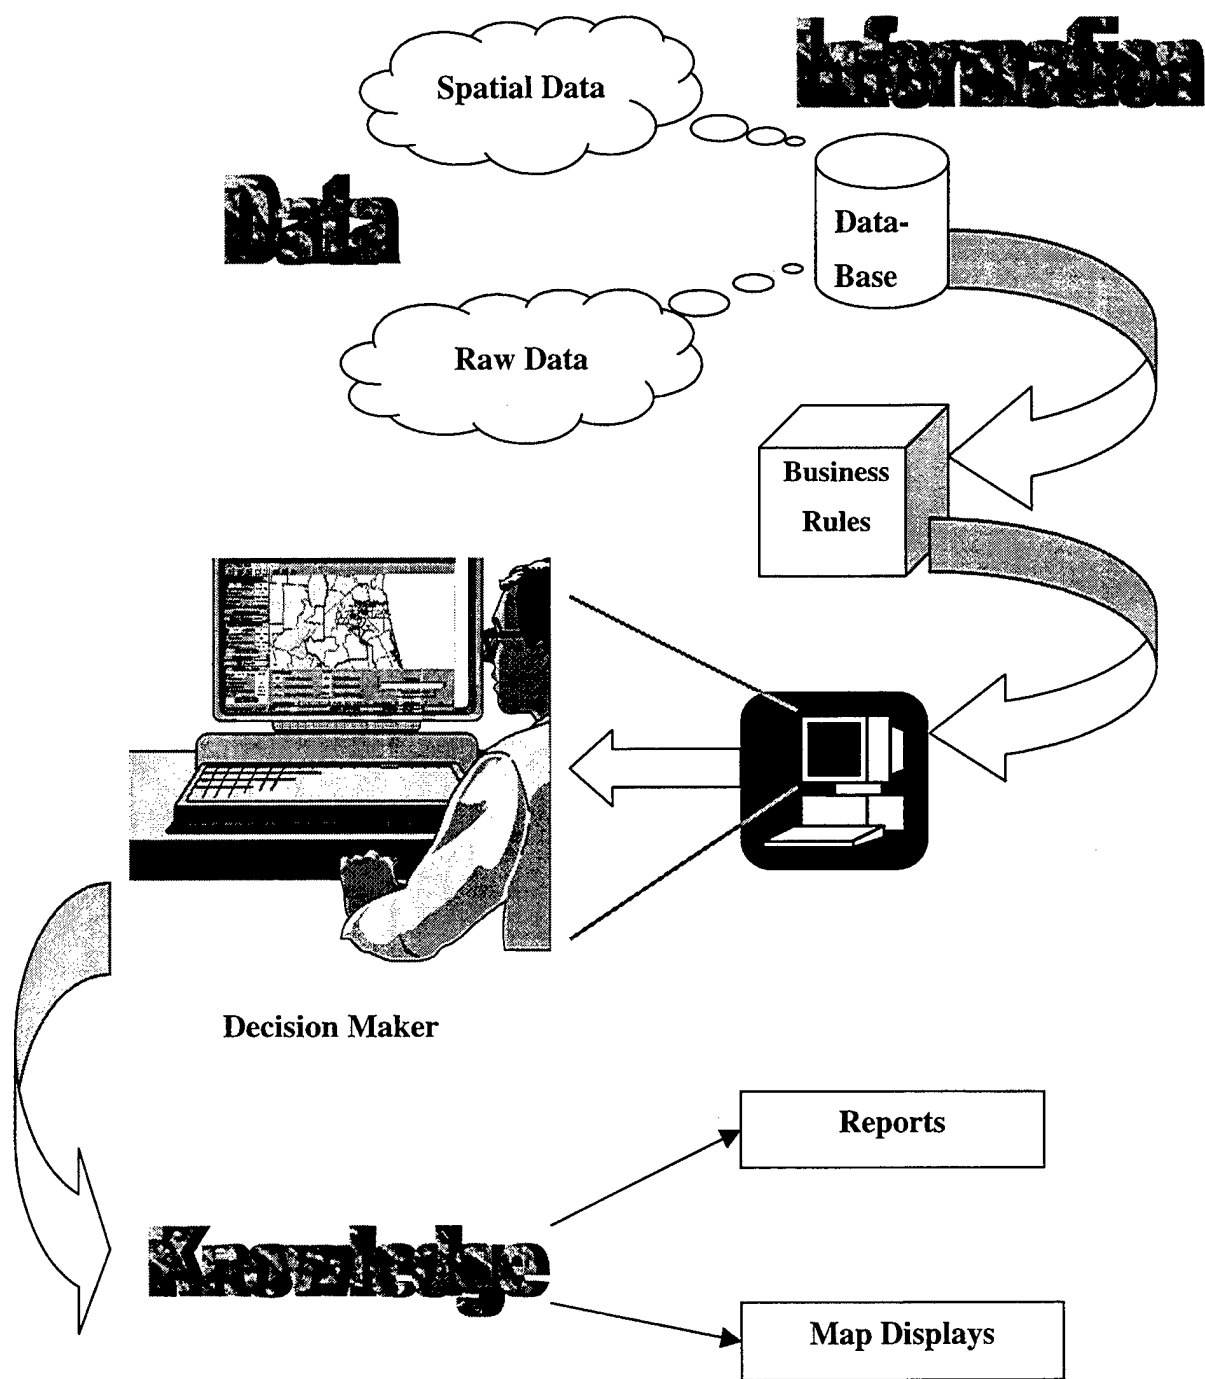 Spatial Data
Information
Data
Data-
Base
Raw Data
Business
Rules
Decision Maker
Reports
Knowledge
Map Displays